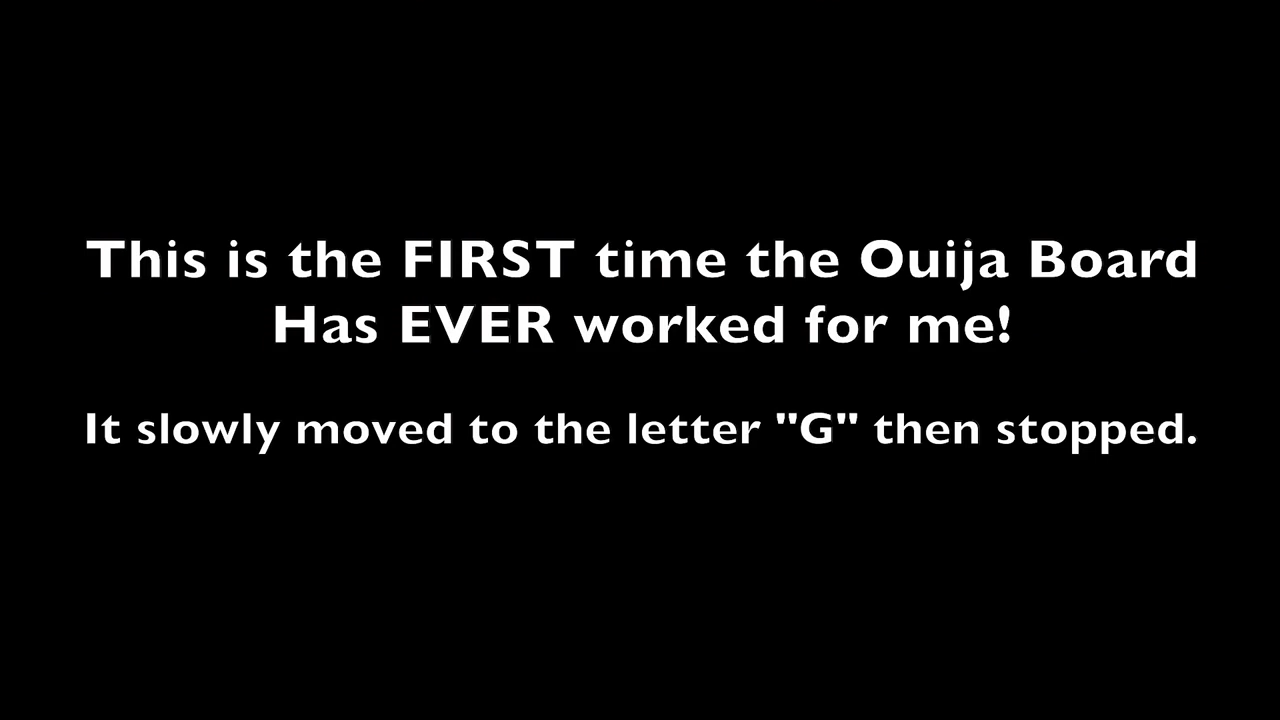 This is the FIRST time the Ouija Board
Has EVER worked for me!
It slowly moved to the letter "G" then stopped.